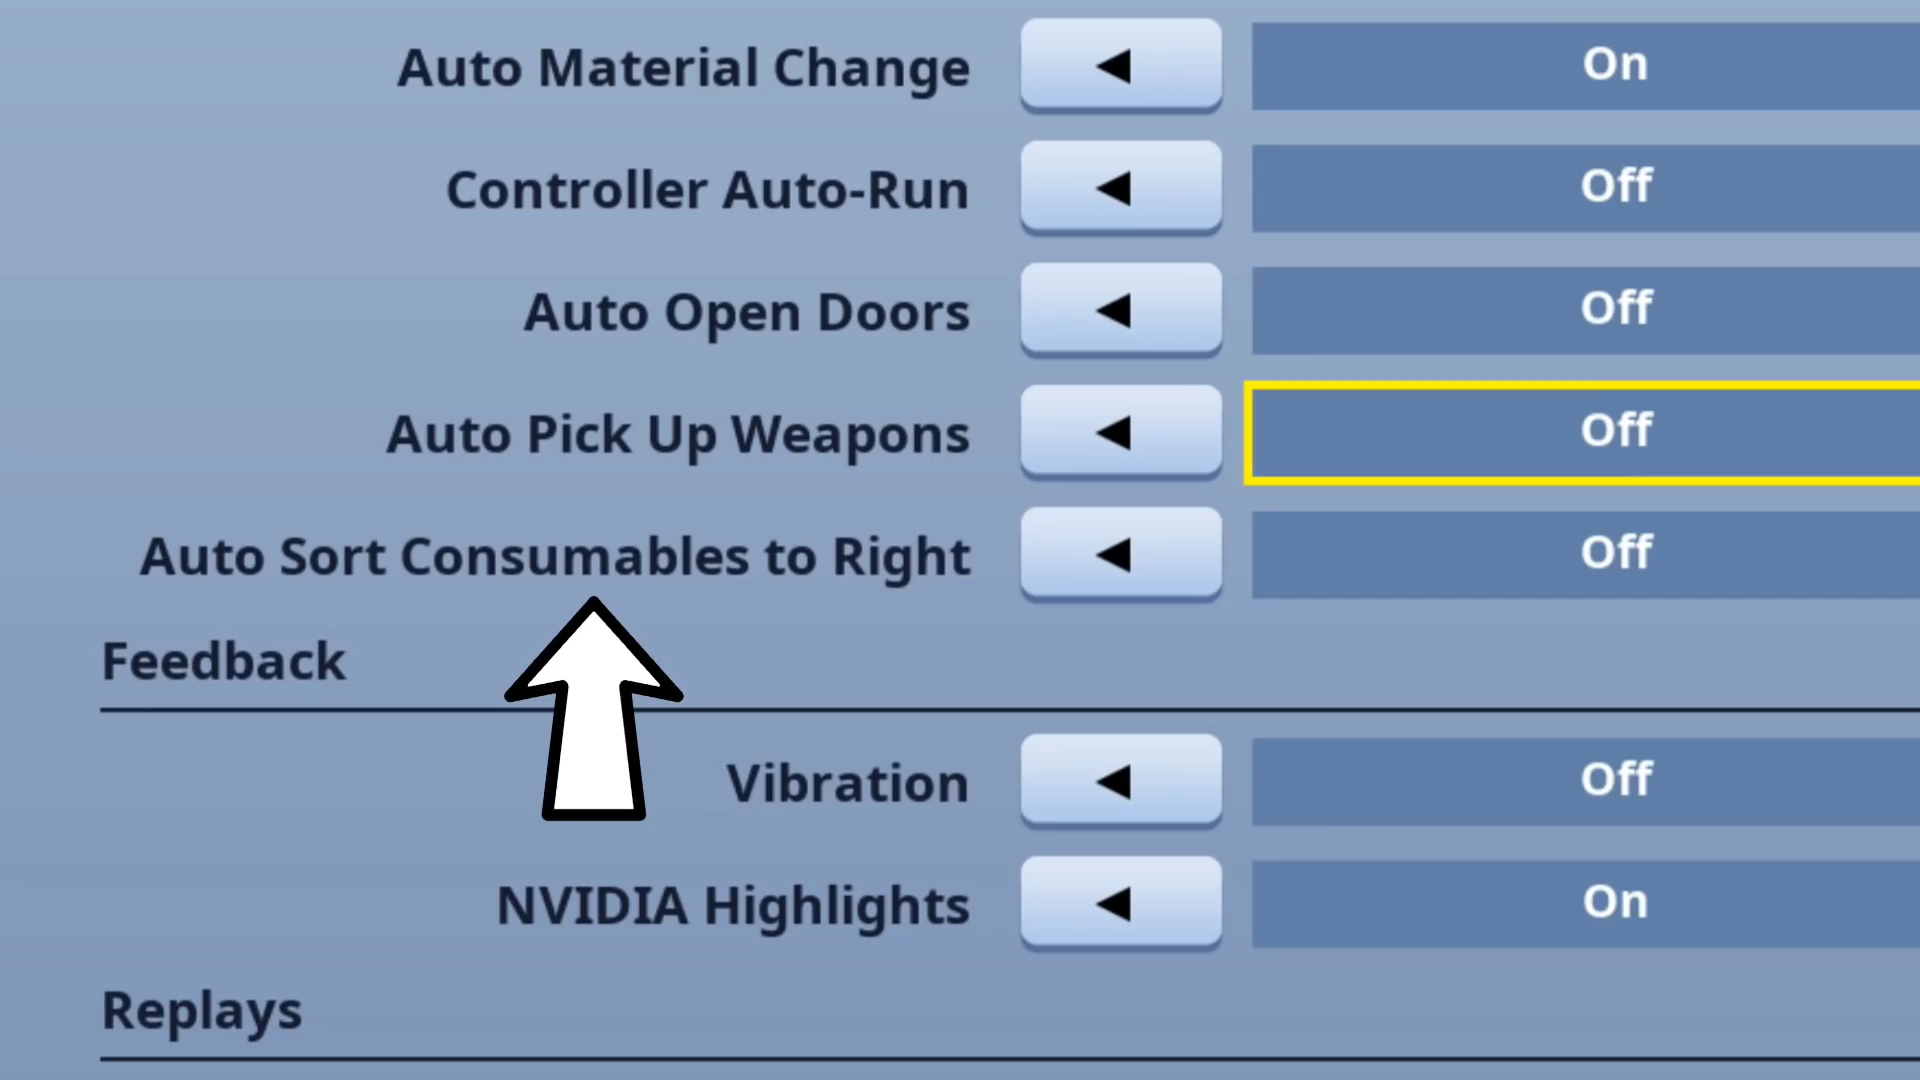 Auto Material Change On
Controller Auto-Run Off
Auto Open Doors Off
Auto Pick Up Weapons Off
Auto Sort Consumables to Right Off
Feedback
Vibration Off
NVIDIA Highlights On
Replays